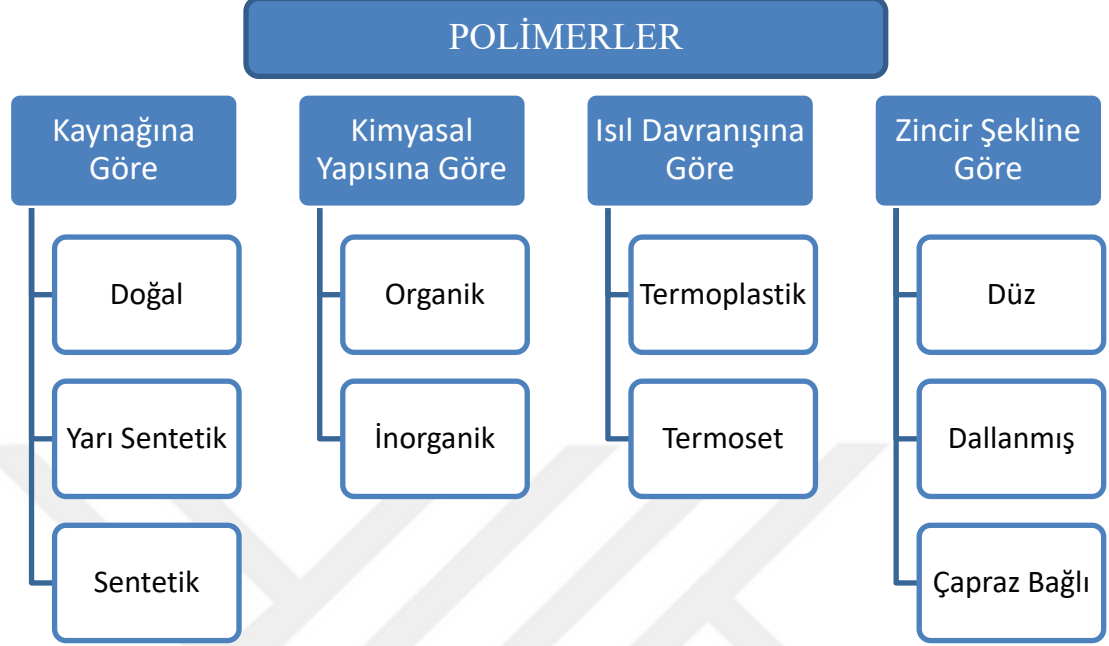 POLİMERLER
Kaynağına
Göre
Doğal
Yarı Sentetik
Sentetik
Kimyasal
Yapısına Göre
Organik
İnorganik
Isıl Davranışına
Göre
Termoplastik
Termoset
Zincir Şekline
Göre
Düz
Dallanmış
Çapraz Bağlı